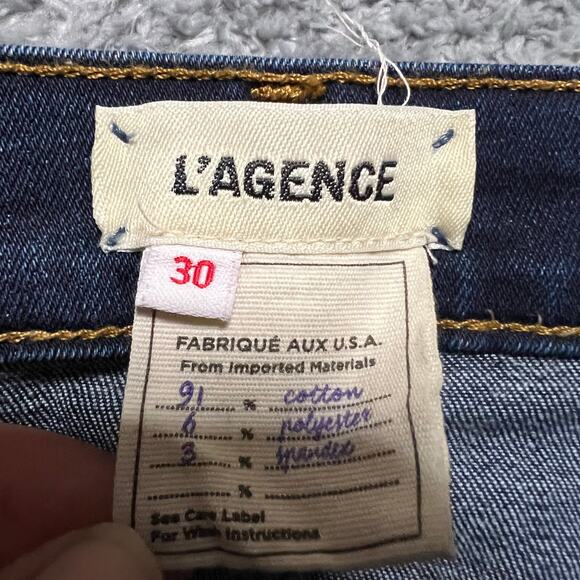 L'AGENCE
30
FABRIQUÉ AUX U.S.A.
From Imported Materials
91 % cotton
6 % polyester
3 % spandex
%
See Care Label
For Wash Instructions